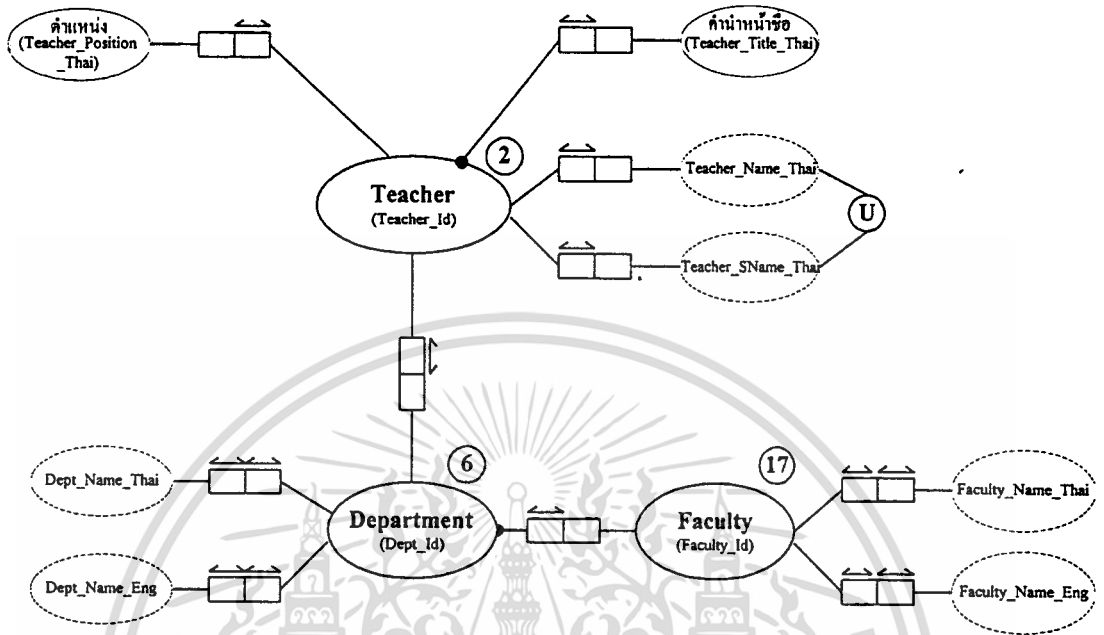 ตำแหน่ง
(Teacher_Position
_Thai)
คำนำหน้าชื่อ
(Teacher_Title_Thai)
2
Teacher
(Teacher_Id)
Teacher_Name_Thai
U
Teacher_SName_Thai
6
17
Dept_Name_Thai
Department
(Dept_Id)
Faculty
(Faculty_Id)
Faculty_Name_Thai
Dept_Name_Eng
Faculty_Name_Eng